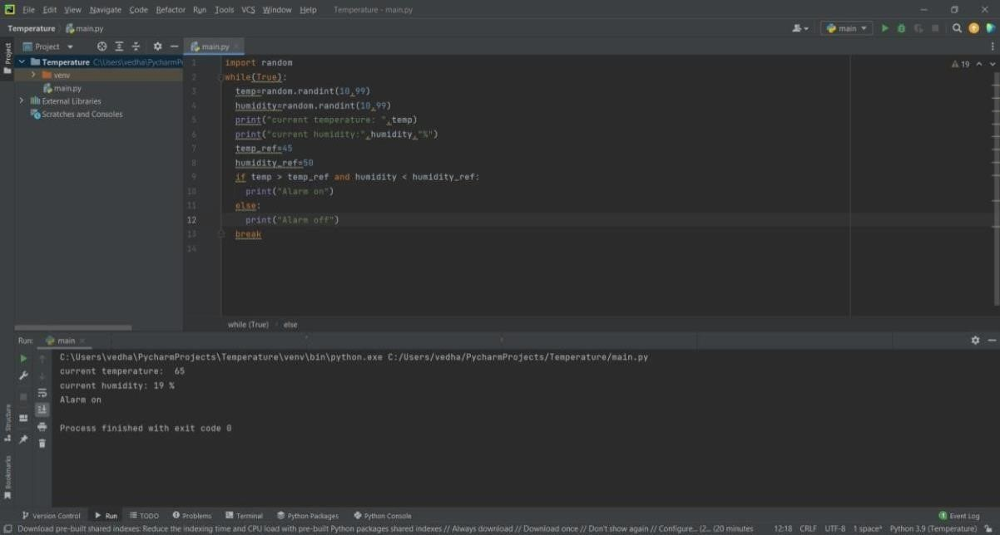 File Edit View Navigate Code Refactor Run Tools VCS Window Help Temperature - main.py
Temperature main.py main
Project main.py
Project
Temperature C:\Users\vedha\PycharmPr
venv
main.py
External Libraries
Scratches and Consoles
19
1 import random
2 while(True):
3 temp=random.randint(10,99)
4 humidity=random.randint(10,99)
5 print("current temperature: ",temp)
6 print("current humidity:",humidity,"%")
7 temp_ref=45
8 humidity_ref=50
9 if temp > temp_ref and humidity < humidity_ref:
10 print("Alarm on")
11 else:
12 print("Alarm off")
13 break
14
while (True) › else
Run: main
C:\Users\vedha\PycharmProjects\Temperature\venv\bin\python.exe C:/Users/vedha/PycharmProjects/Temperature/main.py
current temperature:  65
current humidity: 19 %
Alarm on
Process finished with exit code 0
Structure
Bookmarks
Version Control Run TODO Problems Terminal Python Packages Python Console 1 Event Log
Download pre-built shared indexes: Reduce the indexing time and CPU load with pre-built Python packages shared indexes // Always download // Download once // Don't show again // Configure... (2... (20 minutes 12:18 CRLF UTF-8 1 space* Python 3.9 (Temperature)